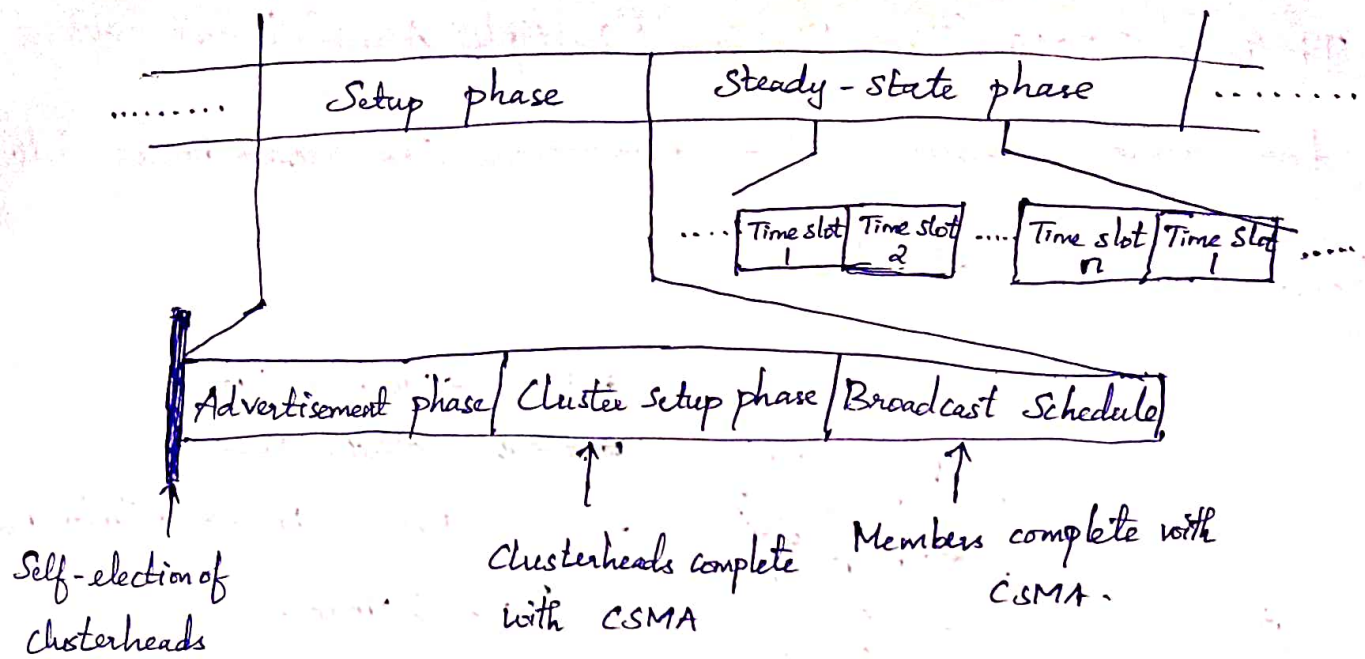 Setup phase
Steady-state phase
Time slot
1
Time slot
2
Time slot
n
Time slot
1
Advertisement phase
Cluster setup phase
Broadcast Schedule
Self-election of
clusterheads
Clusterheads complete
with CSMA
Members complete with
CSMA.